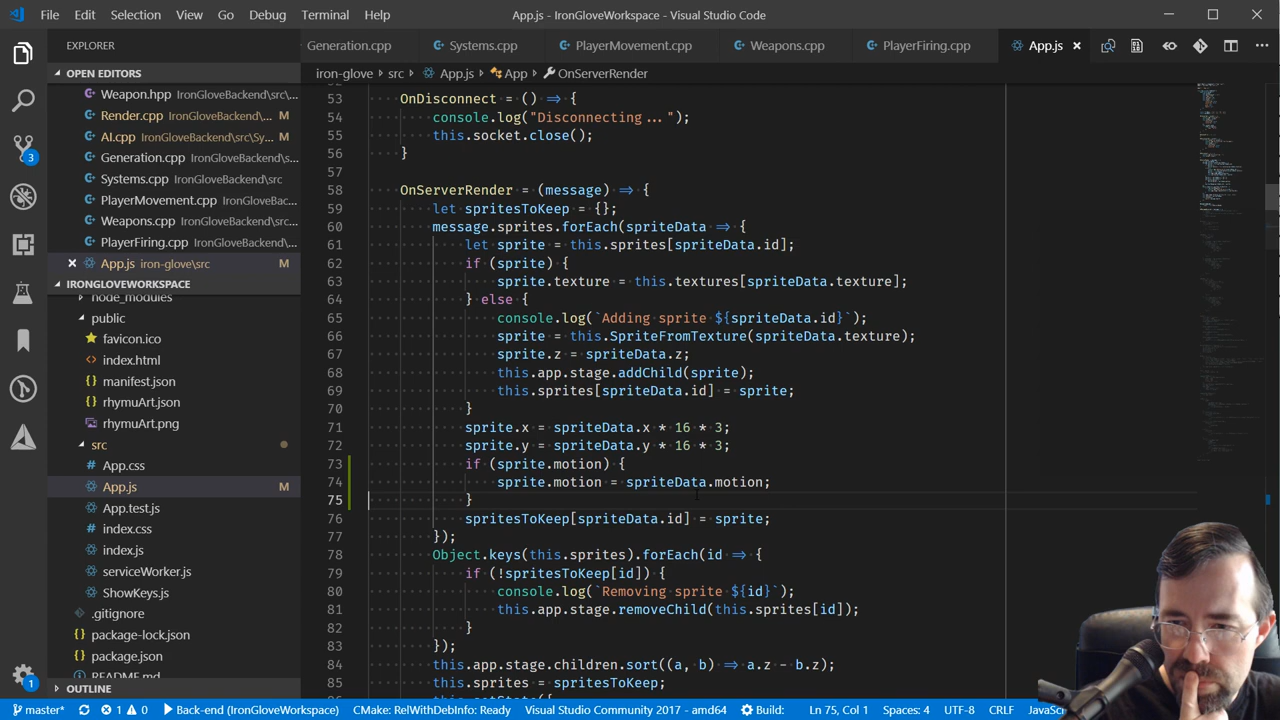 File Edit Selection View Go Debug Terminal Help App.js - IronGloveWorkspace - Visual Studio Code
EXPLORER
Generation.cpp Systems.cpp PlayerMovement.cpp Weapons.cpp PlayerFiring.cpp App.js
OPEN EDITORS
iron-glove > src > App.js > App > OnServerRender
Weapon.hpp IronGloveBackend\src\...
Render.cpp IronGloveBackend\... M
AI.cpp IronGloveBackend\src\Sy... M
Generation.cpp IronGloveBackend\s...
Systems.cpp IronGloveBackend\src
PlayerMovement.cpp IronGloveBac...
Weapons.cpp IronGloveBackend\sr...
PlayerFiring.cpp IronGloveBackend\...
App.js iron-glove\src M
IRONGLOVEWORKSPACE
node_modules
public
favicon.ico
index.html
manifest.json
rhymuArt.json
rhymuArt.png
src
App.css
App.js M
App.test.js
index.css
index.js
serviceWorker.js
ShowKeys.js
.gitignore
package-lock.json
package.json
README.md
OUTLINE
3
1
53 OnDisconnect = () => {
54 console.log("Disconnecting...");
55 this.socket.close();
56 }
57
58 OnServerRender = (message) => {
59 let spritesToKeep = {};
60 message.sprites.forEach(spriteData => {
61 let sprite = this.sprites[spriteData.id];
62 if (sprite) {
63 sprite.texture = this.textures[spriteData.texture];
64 } else {
65 console.log(`Adding sprite ${spriteData.id}`);
66 sprite = this.SpriteFromTexture(spriteData.texture);
67 sprite.z = spriteData.z;
68 this.app.stage.addChild(sprite);
69 this.sprites[spriteData.id] = sprite;
70 }
71 sprite.x = spriteData.x * 16 * 3;
72 sprite.y = spriteData.y * 16 * 3;
73 if (sprite.motion) {
74 sprite.motion = spriteData.motion;
75 }
76 spritesToKeep[spriteData.id] = sprite;
77 });
78 Object.keys(this.sprites).forEach(id => {
79 if (!spritesToKeep[id]) {
80 console.log(`Removing sprite ${id}`);
81 this.app.stage.removeChild(this.sprites[id]);
82 }
83 });
84 this.app.stage.children.sort((a, b) => a.z - b.z);
85 this.sprites = spritesToKeep;
master* 1 0 Back-end (IronGloveWorkspace) CMake: RelWithDebInfo: Ready Visual Studio Community 2017 - amd64 Build: Ln 75, Col 1 Spaces: 4 UTF-8 CRLF JavaS